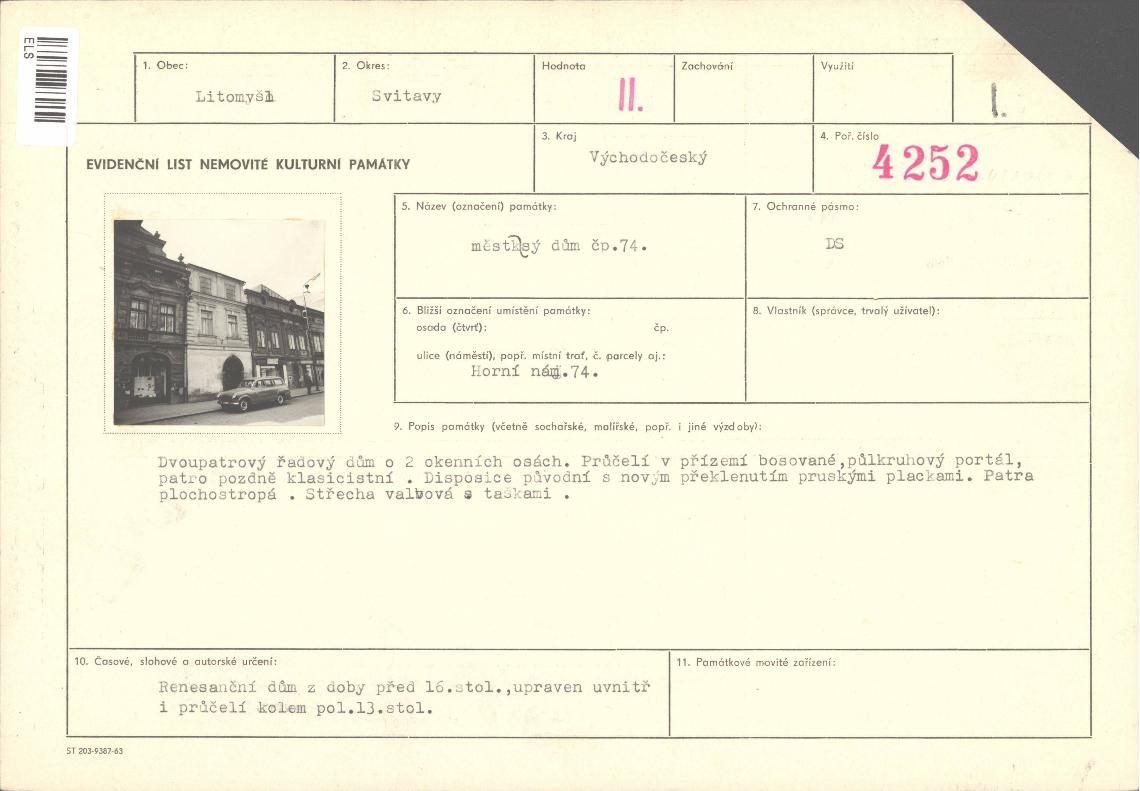 ELS
1. Obec:
Litomyšl
2. Okres:
Svitavy
Hodnota
II.
Zachování
Využití
I.
EVIDENČNÍ LIST NEMOVITÉ KULTURNÍ PAMÁTKY
3. Kraj
Východočeský
4. Poř. číslo
4252
5. Název (označení) památky:
městksý dům čp.74.
7. Ochranné pásmo:
DS
6. Bližší označení umístění památky:
osada (čtvrť): čp.
ulice (náměstí), popř. místní trať, č. parcely aj.:
Horní nám.74.
8. Vlastník (správce, trvalý uživatel):
9. Popis památky (včetně sochařské, malířské, popř. i jiné výzdoby):
Dvoupatrový řadový dům o 2 okenních osách. Průčelí v přízemí bosované,půlkruhový portál,
patro pozdně klasicistní . Disposice původní s novým překlenutím pruskými plackami. Patra
plochostropá . Střecha valbová s taškami .
10. Časové, slohové a autorské určení:
Renesanční dům z doby před 16.stol.,upraven uvnitř
i průčelí kolem pol.13.stol.
11. Památkové movité zařízení:
ST 203-9387-63